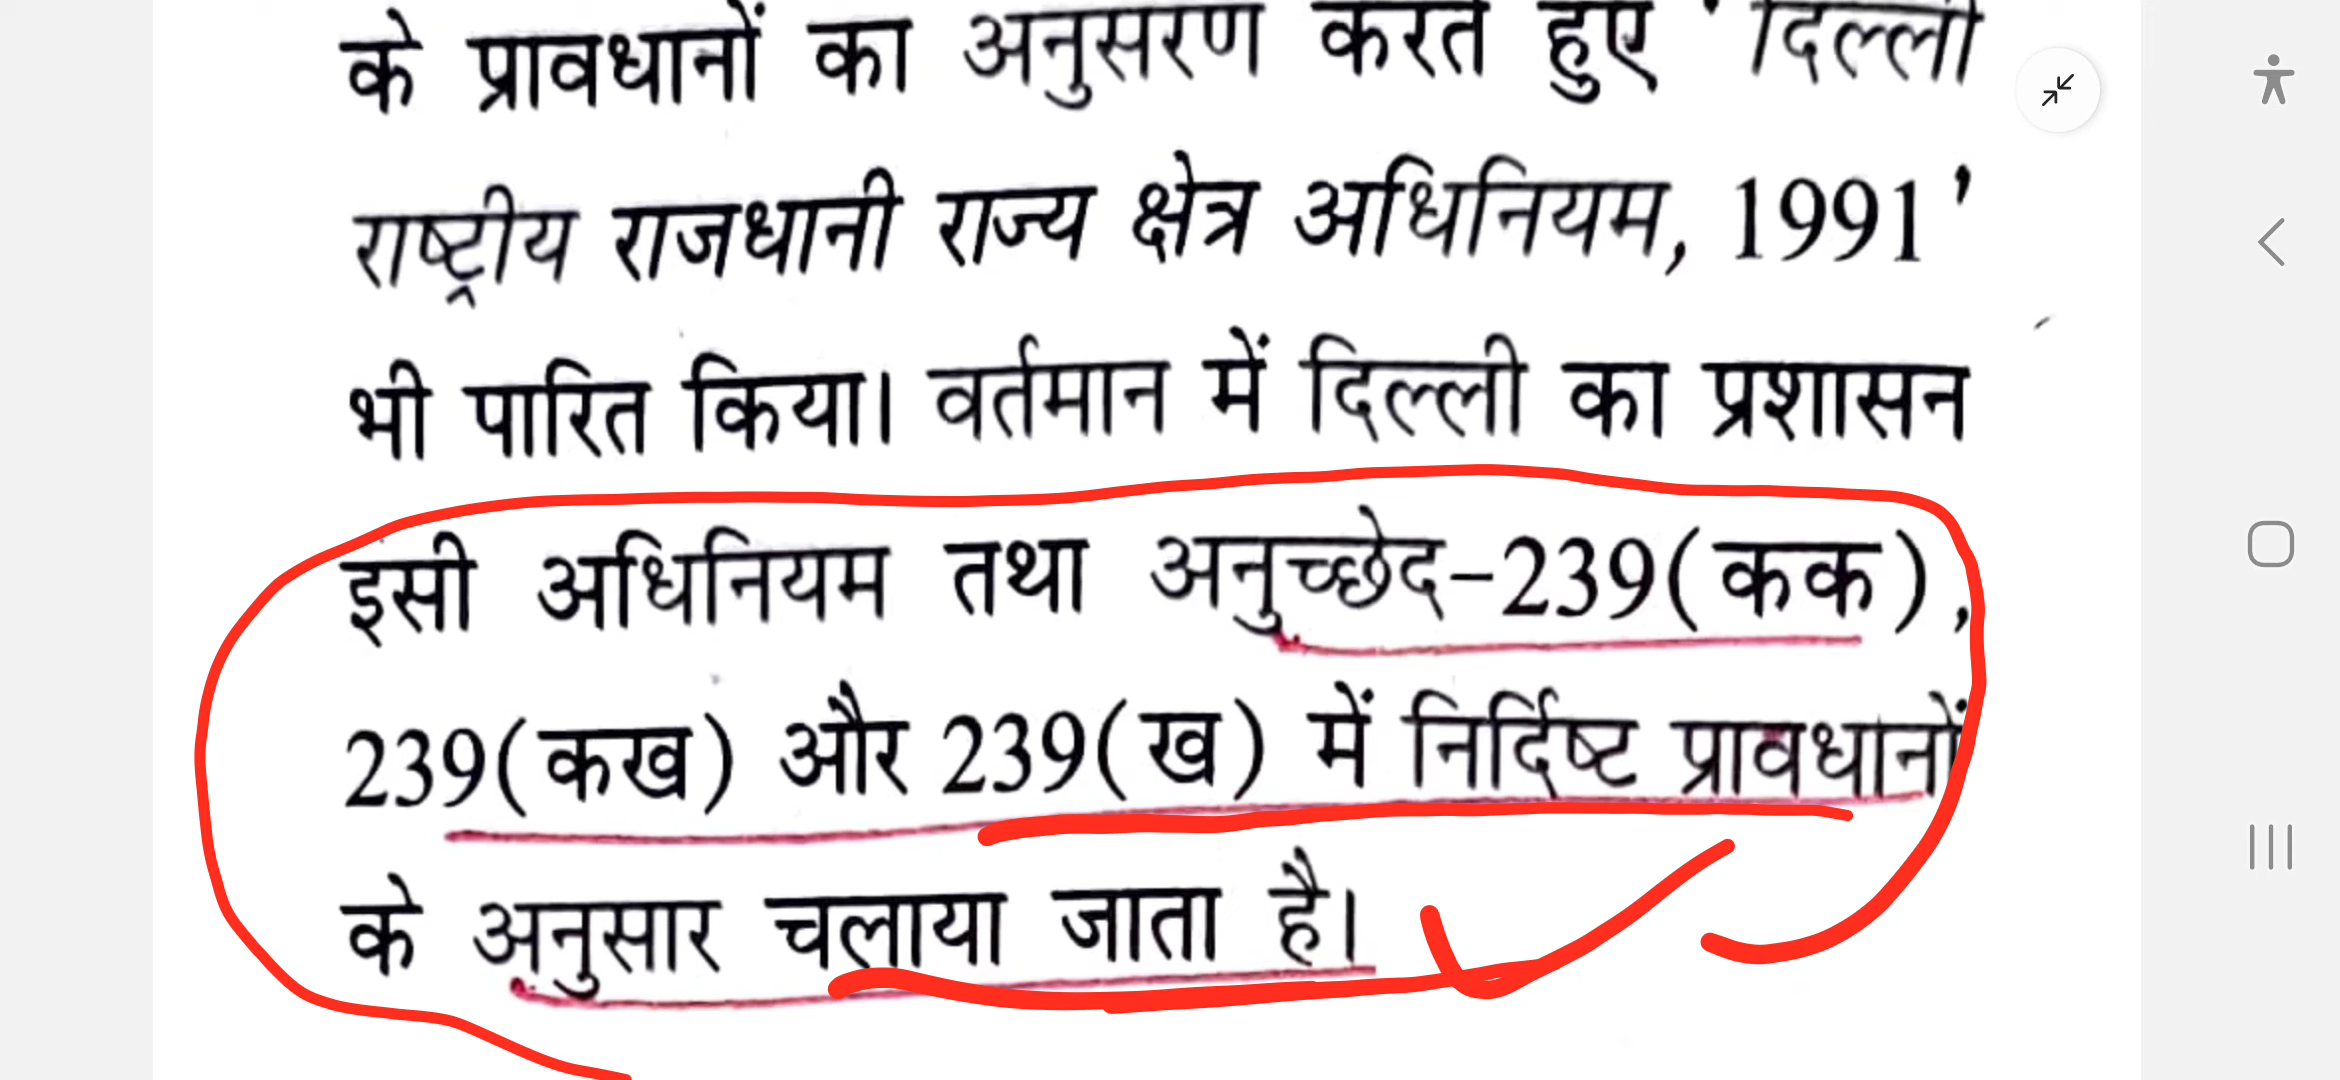 के प्रावधानों का अनुसरण करते हुए 'दिल्ली
राष्ट्रीय राजधानी राज्य क्षेत्र अधिनियम, 1991'
भी पारित किया। वर्तमान में दिल्ली का प्रशासन
इसी अधिनियम तथा अनुच्छेद-239(कक),
239(कख) और 239(ख) में निर्दिष्ट प्रावधानों
के अनुसार चलाया जाता है।